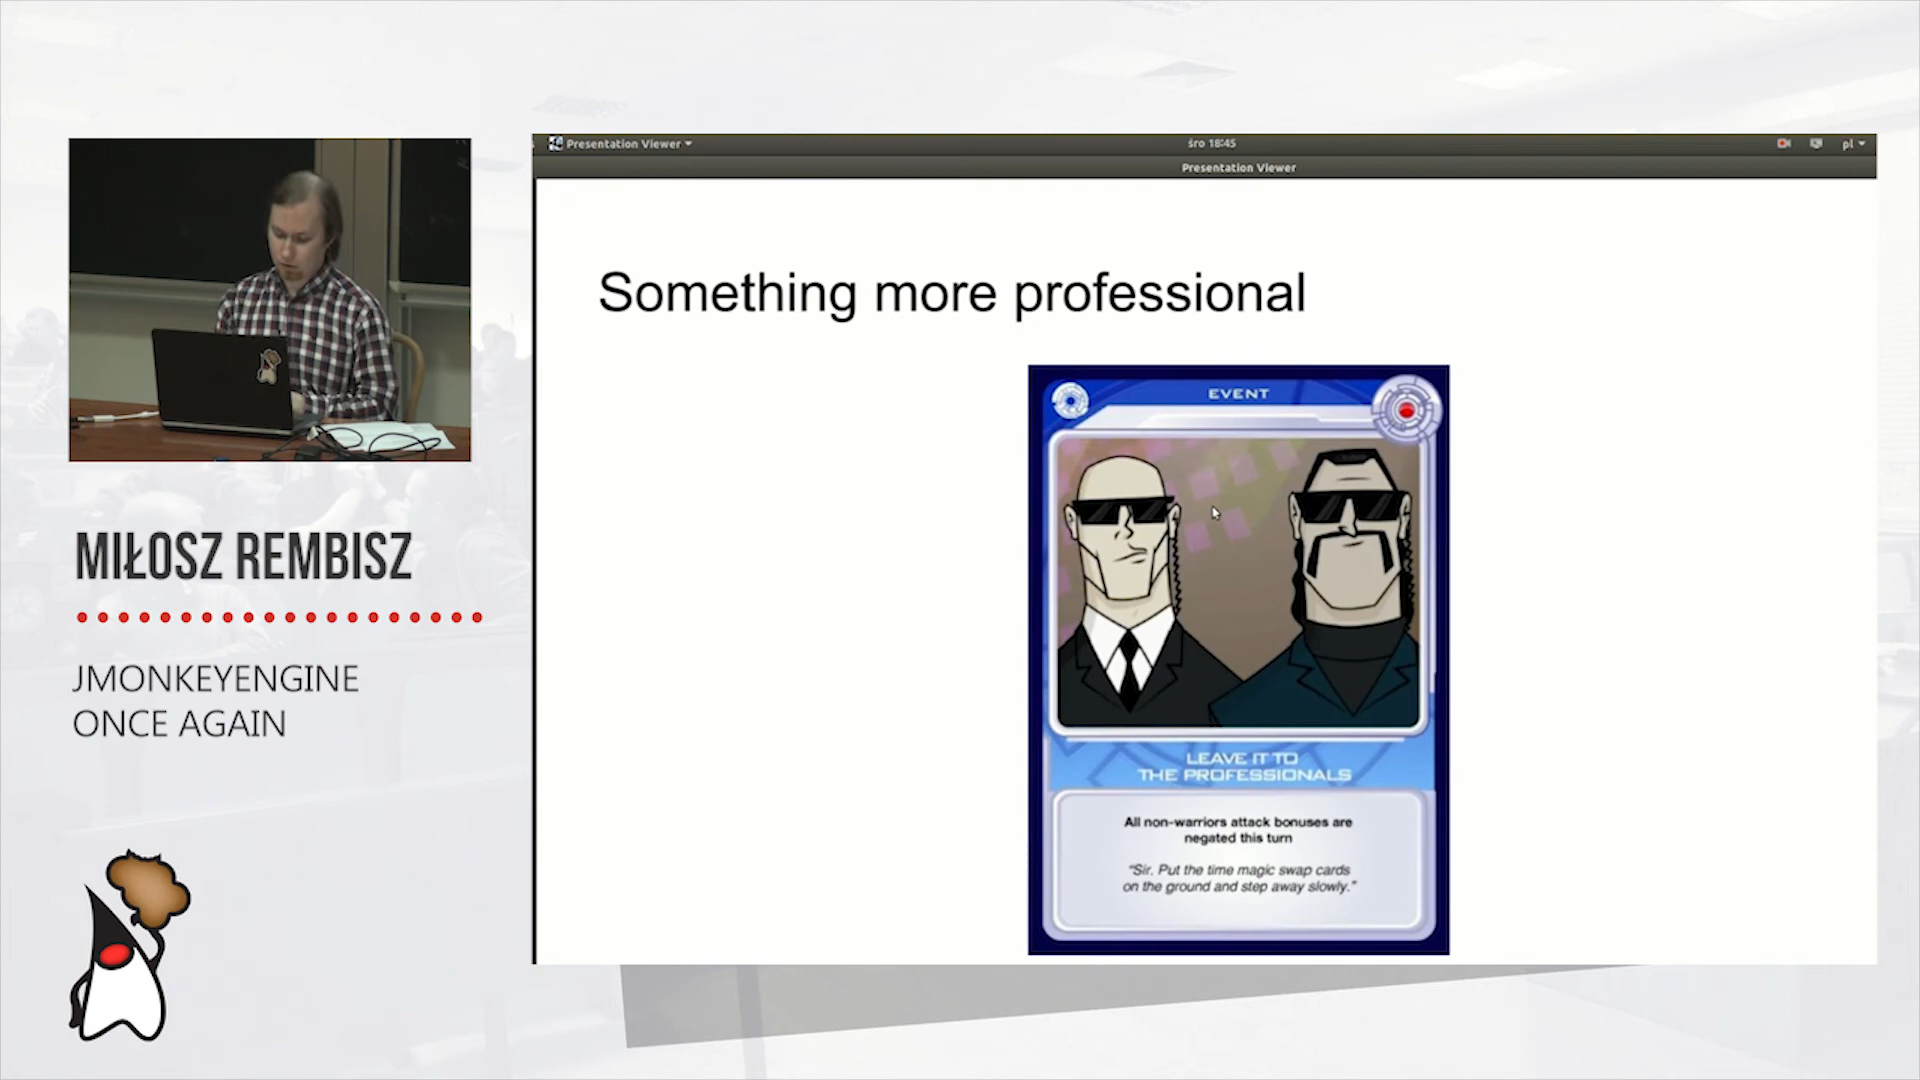 Presentation Viewer
śro 18:45
pl
Presentation Viewer
Something more professional
EVENT
LEAVE IT TO
THE PROFESSIONALS
All non-warriors attack bonuses are
negated this turn
"Sir. Put the time magic swap cards
on the ground and step away slowly."
MIŁOSZ REMBISZ
JMONKEYENGINE
ONCE AGAIN